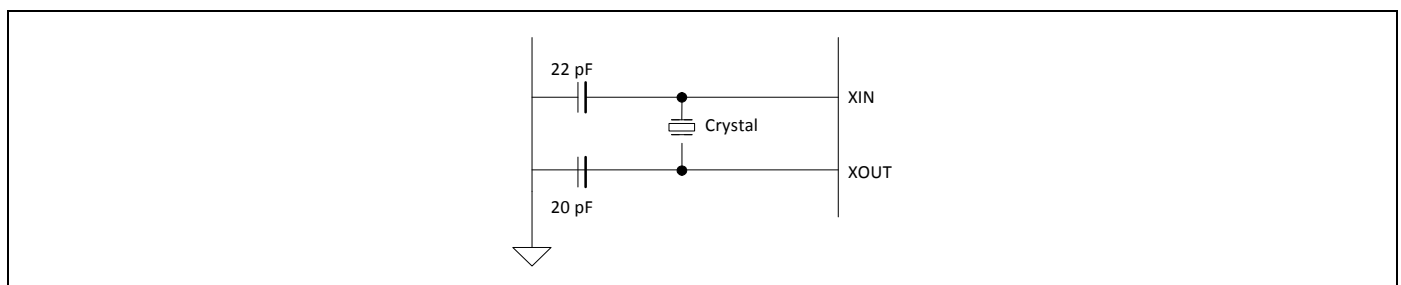 22 pF
XIN
Crystal
XOUT
20 pF